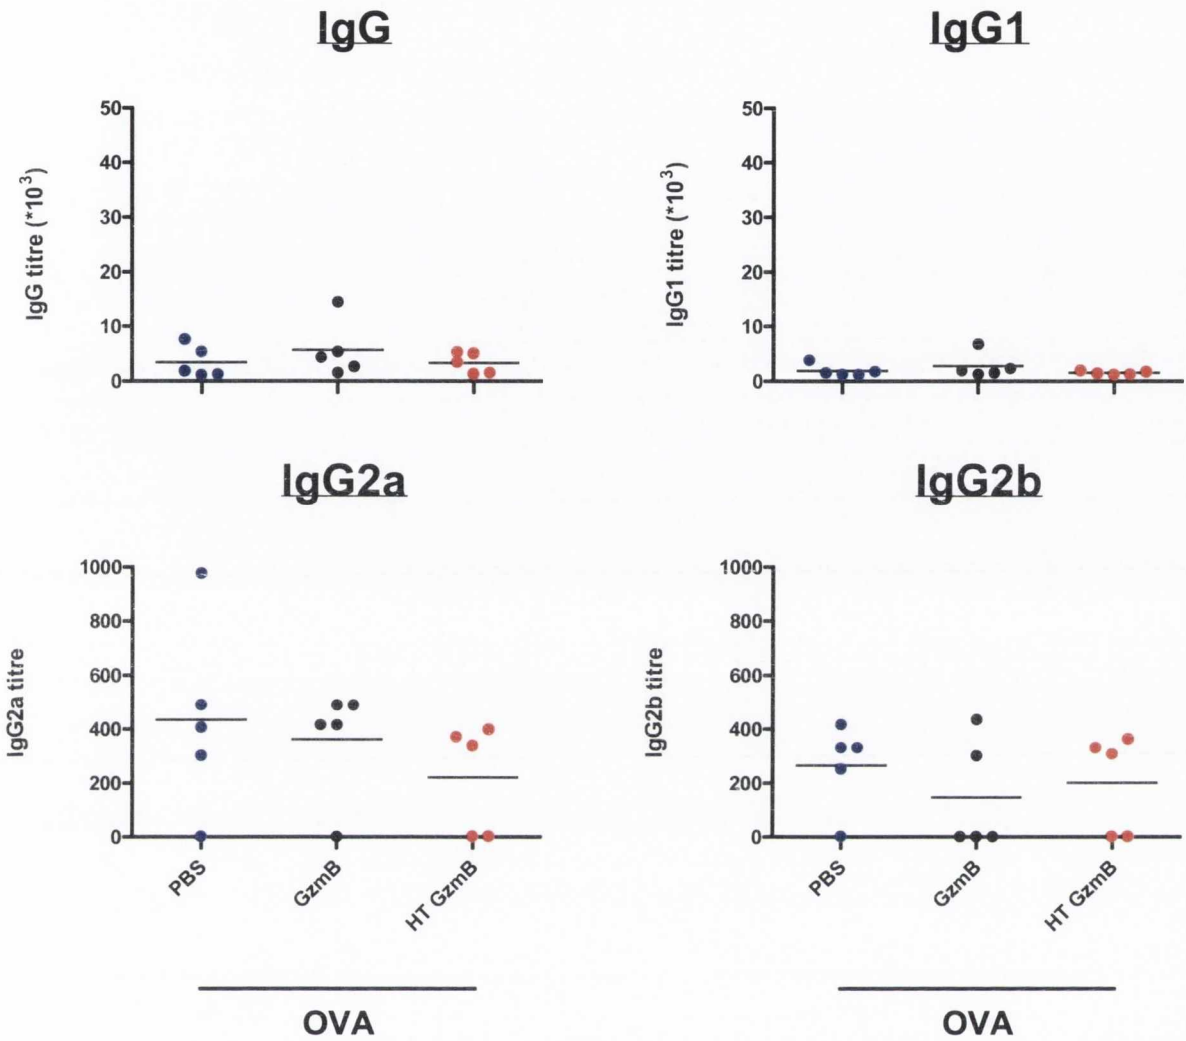 IgG
IgG1
50
40
30
20
10
0
IgG titre (*10³)
50
40
30
20
10
0
IgG1 titre (*10³)
IgG2a
IgG2b
1000
800
600
400
200
0
IgG2a titre
PBS
GzmB
HT GzmB
OVA
1000
800
600
400
200
0
IgG2b titre
PBS
GzmB
HT GzmB
OVA